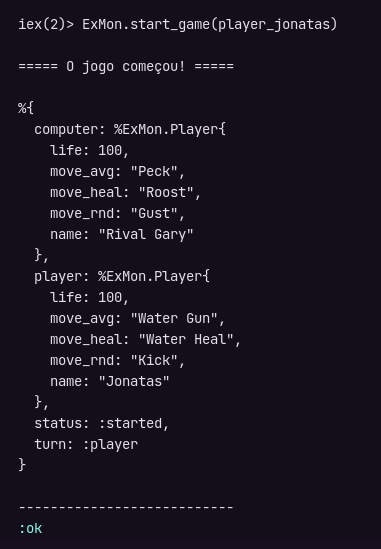 iex(2)> ExMon.start_game(player_jonatas)

===== O jogo começou! =====

%{
  computer: %ExMon.Player{
    life: 100,
    move_avg: "Peck",
    move_heal: "Roost",
    move_rnd: "Gust",
    name: "Rival Gary"
  },
  player: %ExMon.Player{
    life: 100,
    move_avg: "Water Gun",
    move_heal: "Water Heal",
    move_rnd: "Kick",
    name: "Jonatas"
  },
  status: :started,
  turn: :player
}

---------------------------
:ok